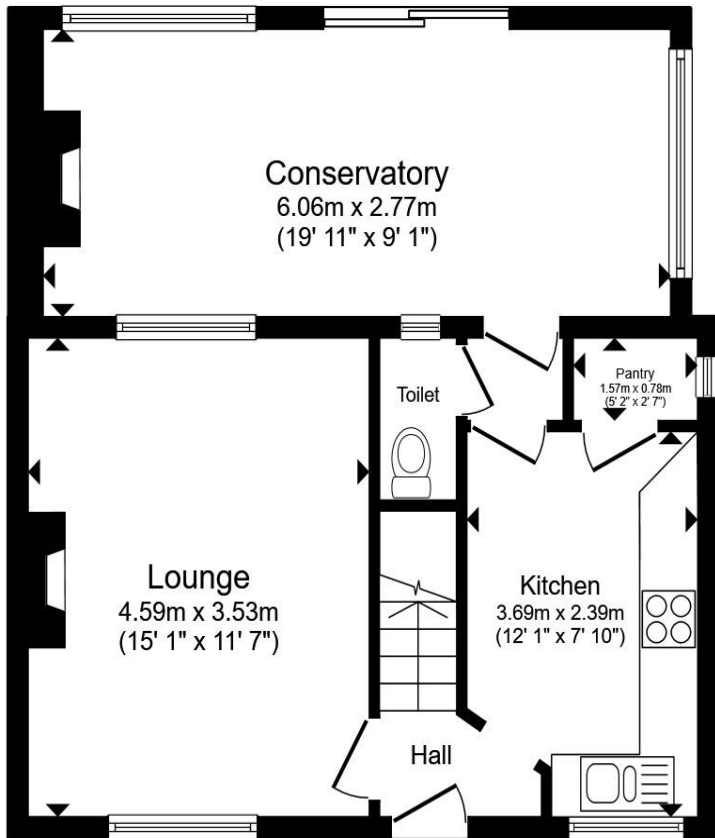 Conservatory
6.06m x 2.77m
(19' 11" x 9' 1")
Toilet
Pantry
1.57m x 0.78m
(5' 2" x 2' 7")
Lounge
4.59m x 3.53m
(15' 1" x 11' 7")
Kitchen
3.69m x 2.39m
(12' 1" x 7' 10")
Hall